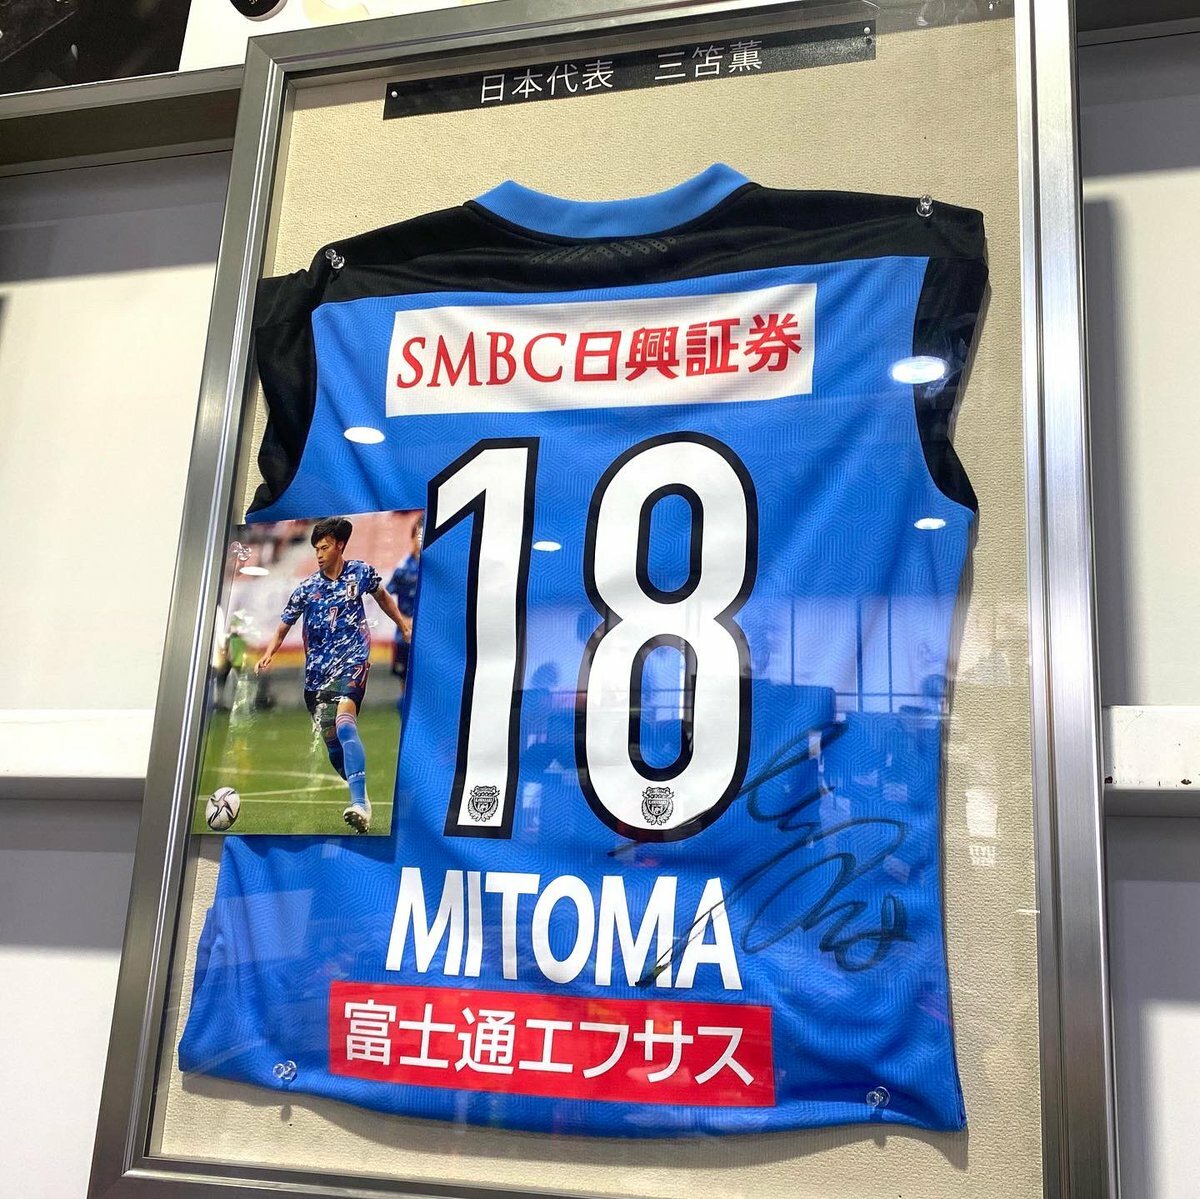 日本代表 三笘薫
SMBC日興証券
18
7
MITOMA
富士通エフサス